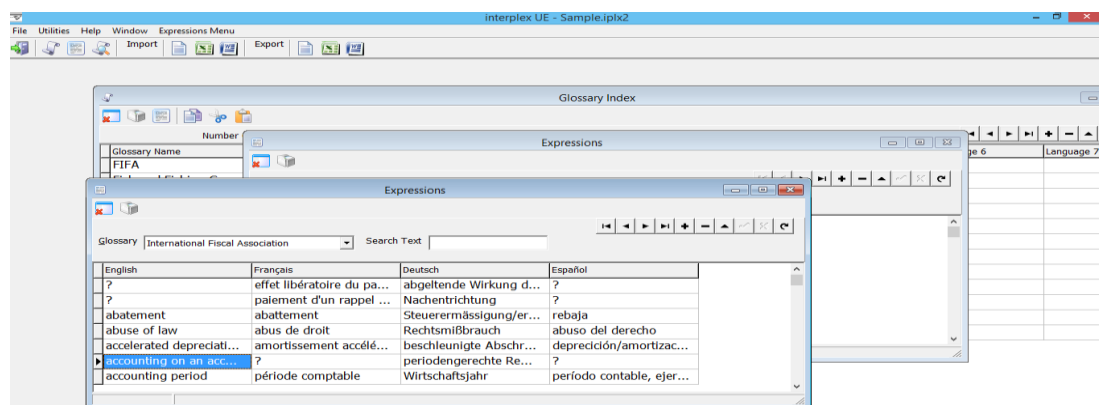 interplex UE - Sample.iplx2
File Utilities Help Window Expressions Menu
Import Export
Glossary Index
Number
Glossary Name
ge 6 Language 7
FIFA
Expressions
Expressions
Glossary International Fiscal Association Search Text
English Français Deutsch Español
? effet libératoire du pa... abgeltende Wirkung d... ?
? paiement d'un rappel ... Nachentrichtung ?
abatement abattement Steuerermässigung/er... rebaja
abuse of law abus de droit Rechtsmißbrauch abuso del derecho
accelerated depreciati... amortissement accélé... beschleunigte Abschr... deprecición/amortizac...
accounting on an acc... ? periodengerechte Re... ?
accounting period période comptable Wirtschaftsjahr período contable, ejer...